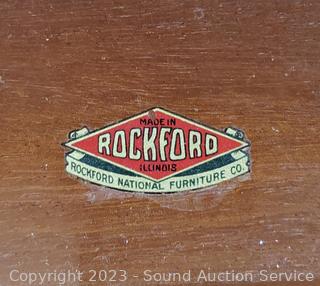 MADE IN
ROCKFORD
ILLINOIS
ROCKFORD NATIONAL FURNITURE CO.
Copyright 2023 - Sound Auction Service